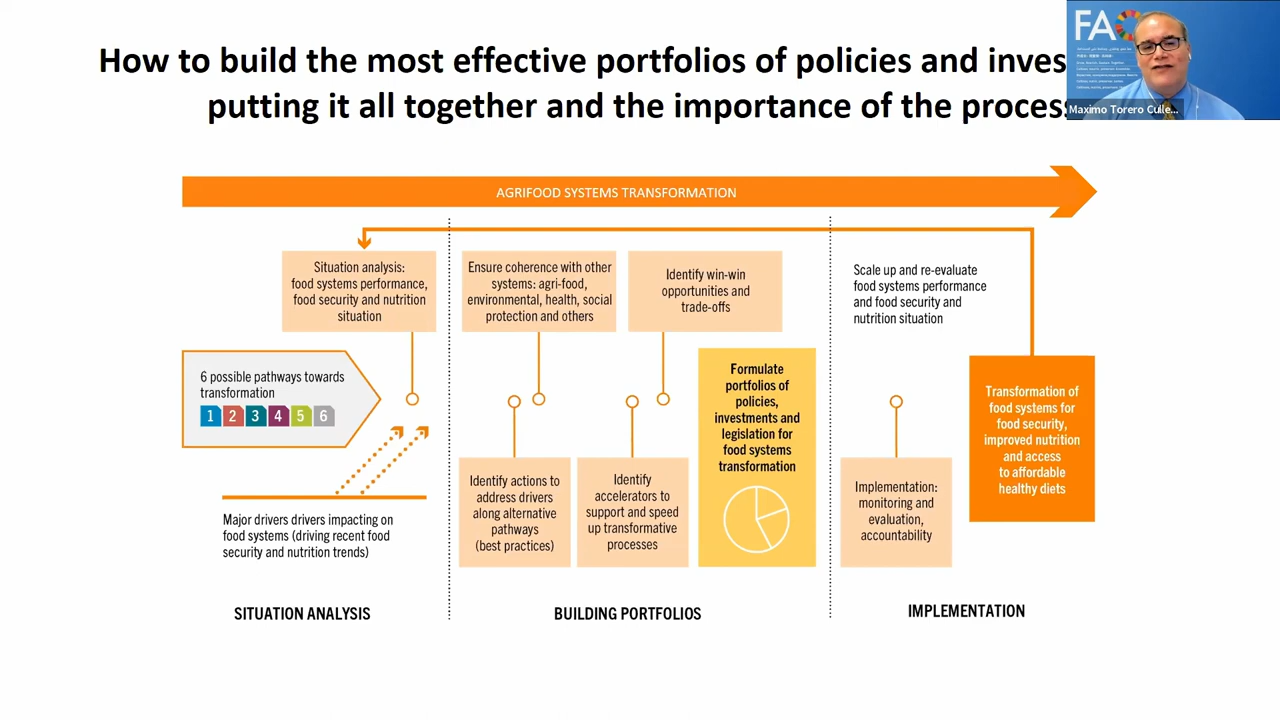 How to build the most effective portfolios of policies and inves
putting it all together and the importance of the process
FAO
Maximo Torero Culle...
AGRIFOOD SYSTEMS TRANSFORMATION
Situation analysis:
food systems performance,
food security and nutrition
situation
Ensure coherence with other
systems: agri-food,
environmental, health, social
protection and others
Identify win-win
opportunities and
trade-offs
Scale up and re-evaluate
food systems performance
and food security and
nutrition situation
6 possible pathways towards
transformation
1 2 3 4 5 6
Formulate
portfolios of
policies,
investments and
legislation for
food systems
transformation
Transformation of
food systems for
food security,
improved nutrition
and access
to affordable
healthy diets
Major drivers drivers impacting on
food systems (driving recent food
security and nutrition trends)
Identify actions to
address drivers
along alternative
pathways
(best practices)
Identify
accelerators to
support and speed
up transformative
processes
Implementation:
monitoring and
evaluation,
accountability
SITUATION ANALYSIS
BUILDING PORTFOLIOS
IMPLEMENTATION